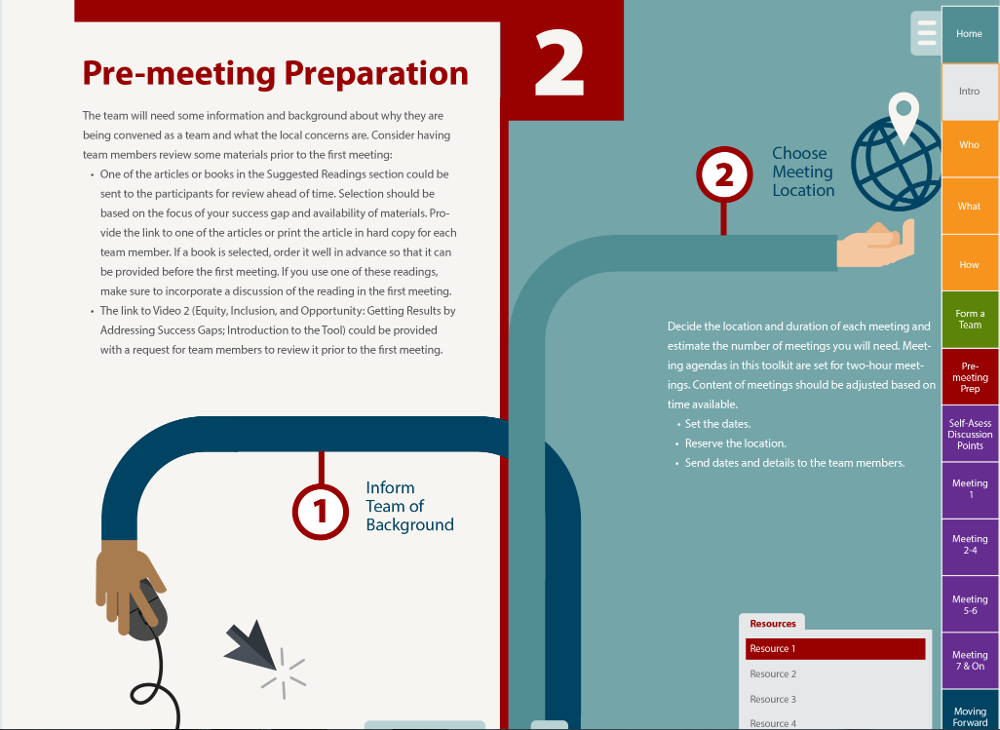 Pre-meeting Preparation
2
The team will need some information and background about why they are
being convened as a team and what the local concerns are. Consider having
team members review some materials prior to the first meeting:
• One of the articles or books in the Suggested Readings section could be
sent to the participants for review ahead of time. Selection should be
based on the focus of your success gap and availability of materials. Pro-
vide the link to one of the articles or print the article in hard copy for each
team member. If a book is selected, order it well in advance so that it can
be provided before the first meeting. If you use one of these readings,
make sure to incorporate a discussion of the reading in the first meeting.
• The link to Video 2 (Equity, Inclusion, and Opportunity: Getting Results by
Addressing Success Gaps; Introduction to the Tool) could be provided
with a request for team members to review it prior to the first meeting.
1
Inform
Team of
Background
2
Choose
Meeting
Location
Decide the location and duration of each meeting and
estimate the number of meetings you will need. Meet-
ing agendas in this toolkit are set for two-hour meet-
ings. Content of meetings should be adjusted based on
time available.
• Set the dates.
• Reserve the location.
• Send dates and details to the team members.
Resources
Resource 1
Resource 2
Resource 3
Resource 4
Home
Intro
Who
What
How
Form a
Team
Pre-
meeting
Prep
Self-Asess
Discussion
Points
Meeting
1
Meeting
2-4
Meeting
5-6
Meeting
7 & On
Moving
Forward